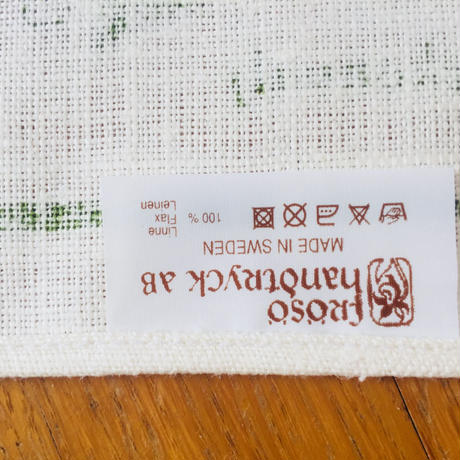 frösö
handtryck aB
MADE IN SWEDEN
100 % Linne
Flax
Leinen